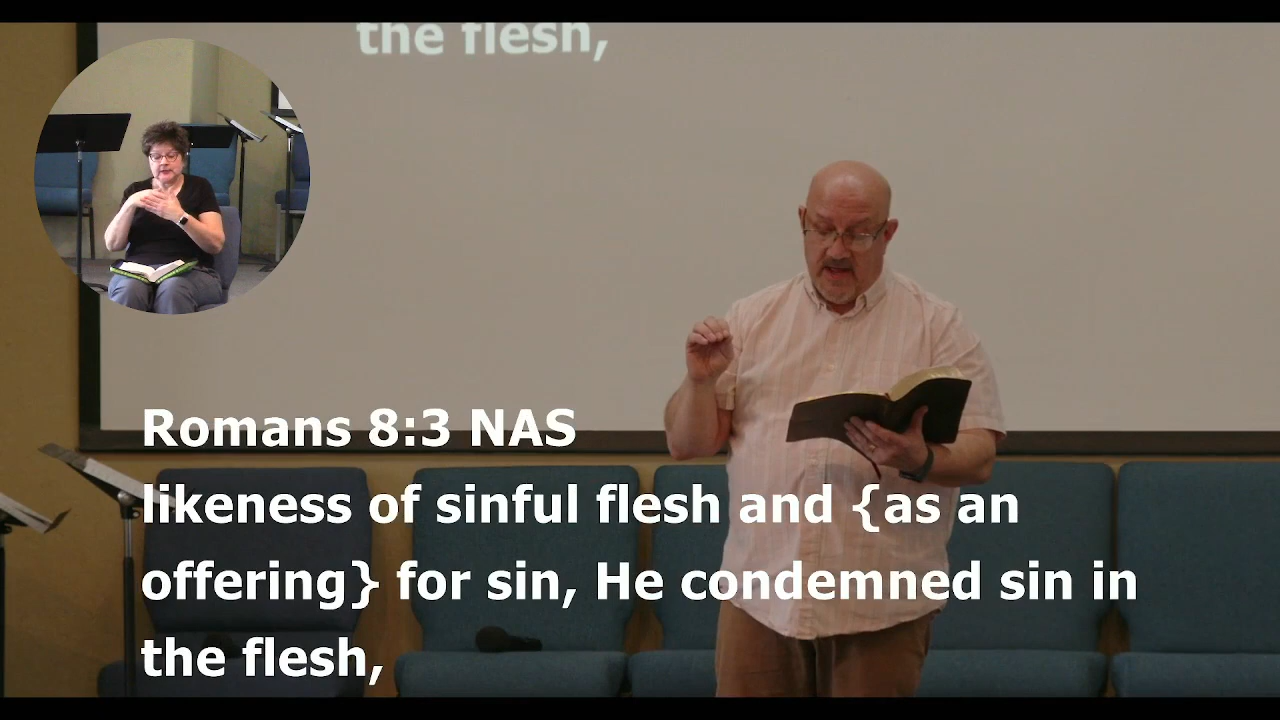 the flesh,
Romans 8:3 NAS
likeness of sinful flesh and {as an
offering} for sin, He condemned sin in
the flesh,